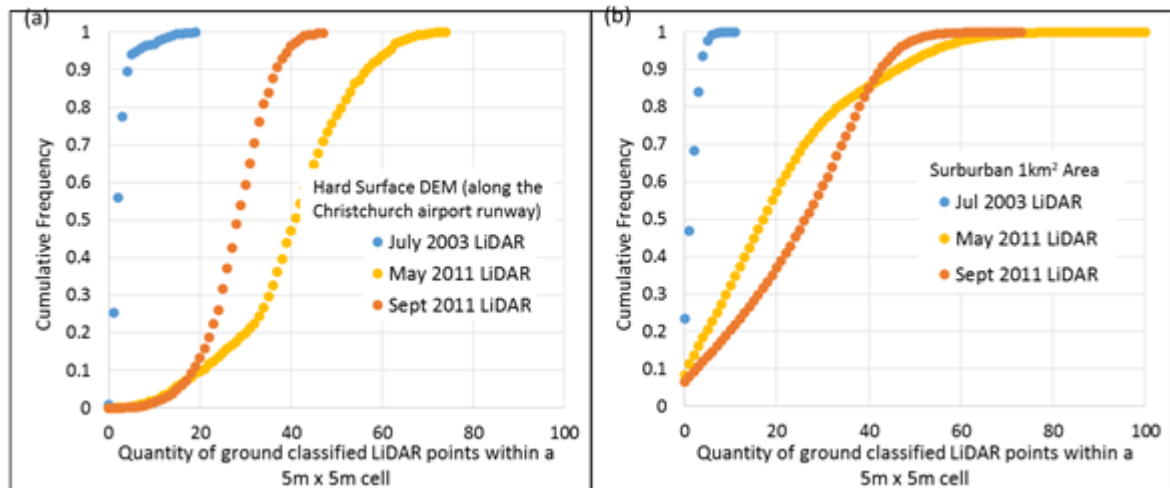 (a)
1
0.9
0.8
0.7
0.6
0.5
0.4
0.3
0.2
0.1
0
Cumulative Frequency
Hard Surface DEM (along the
Christchurch airport runway)
July 2003 LiDAR
May 2011 LiDAR
Sept 2011 LiDAR
0 20 40 60 80 100
Quantity of ground classified LiDAR points within a
5m x 5m cell
(b)
1
0.9
0.8
0.7
0.6
0.5
0.4
0.3
0.2
0.1
0
Cumulative Frequency
Surburban 1km² Area
Jul 2003 LiDAR
May 2011 LiDAR
Sept 2011 LiDAR
0 20 40 60 80 100
Quantity of ground classified LiDAR points within a
5m x 5m cell